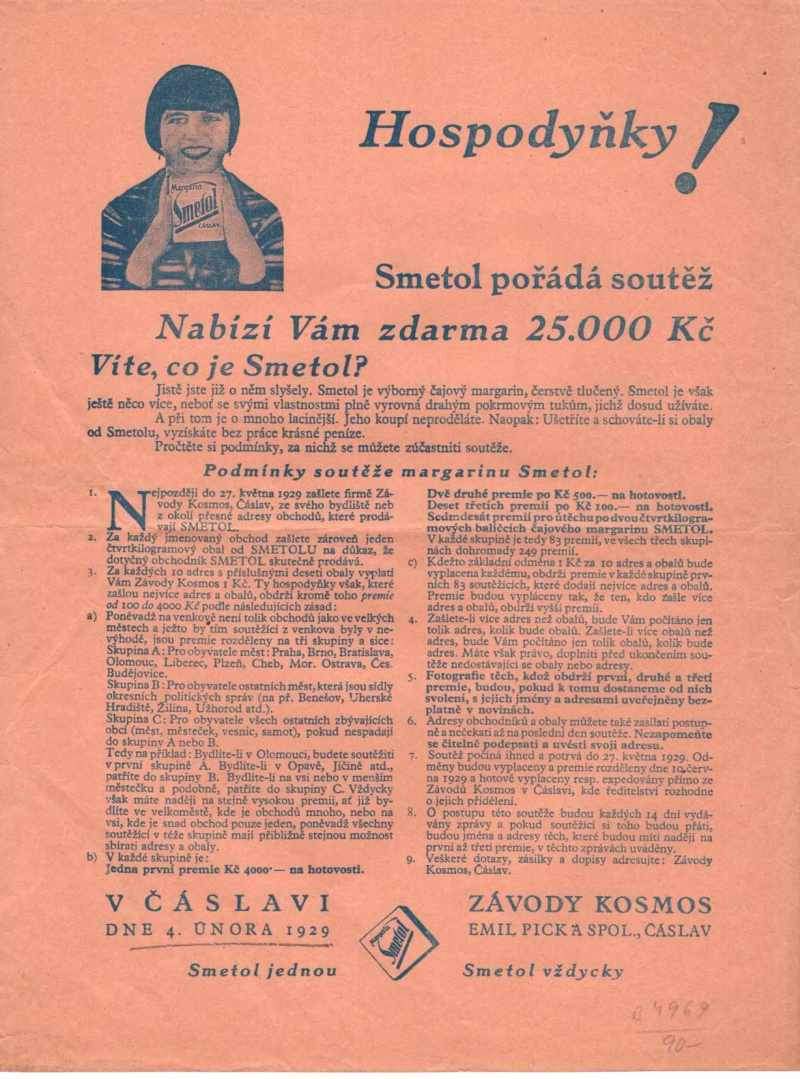 Hospodyňky!
Margarin
Smetol
ČÁSLAV
Smetol pořádá soutěž
Nabízí Vám zdarma 25.000 Kč
Víte, co je Smetol?
Jistě jste již o něm slyšely. Smetol je výborný čajový margarin, čerstvě tlučený. Smetol je však
ještě něco více, neboť se svými vlastnostmi plně vyrovná drahým pokrmovým tukům, jichž dosud užíváte.
A při tom je o mnoho lacinější. Jeho koupí neproděláte. Naopak: Ušetříte a schováte-li si obaly
od Smetolu, vyzískáte bez práce krásné peníze.
Pročtěte si podmínky, za nichž se můžete zúčastniti soutěže.
Podmínky soutěže margarinu Smetol:
1. Nejpozději do 27. května 1929 zašlete firmě Zá-
vody Kosmos, Čáslav, ze svého bydliště neb
z okolí přesné adresy obchodů, které prodá-
vají SMETOL.
2. Za každý jmenovaný obchod zašlete zároveň jeden
čtvrtkilogramový obal od SMETOLU na důkaz, že
dotyčný obchodník SMETOL skutečně prodává.
3. Za každých 10 adres s příslušnými deseti obaly vyplatí
Vám Závody Kosmos 1 Kč. Ty hospodyňky však, které
zašlou nejvíce adres a obalů, obdrží kromě toho premie
od 100 do 4000 Kč podle následujících zásad:
a) Poněvadž na venkově není tolik obchodů jako ve velkých
městech a ježto by tím soutěžící z venkova byly v ne-
výhodě, jsou premie rozděleny na tři skupiny a sice:
Skupina A: Pro obyvatele měst: Praha, Brno, Bratislava,
Olomouc, Liberec, Plzeň, Cheb, Mor. Ostrava, Čes.
Budějovice.
Skupina B: Pro obyvatele ostatních měst, která jsou sídly
okresních politických správ (na př. Benešov, Uherské
Hradiště, Žilina, Užhorod atd.).
Skupina C: Pro obyvatele všech ostatních zbývajících
obcí (měst, městeček, vesnic, samot), pokud nespadají
do skupiny A nebo B.
Tedy na příklad: Bydlíte-li v Olomouci, budete soutěžiti
v první skupině A. Bydlíte-li v Opavě, Jičíně atd.,
patříte do skupiny B. Bydlíte-li na vsi nebo v menším
městečku a podobně, patříte do skupiny C. Vždycky
však máte naději na stejně vysokou premii, ať již by-
dlíte ve velkoměstě, kde je obchodů mnoho, nebo na
vsi, kde je snad obchod pouze jeden, poněvadž všechny
soutěžící v téže skupině mají přibližně stejnou možnost
sbírati adresy a obaly.
b) V každé skupině je:
Jedna první premie Kč 4000·— na hotovosti.
Dvě druhé premie po Kč 500.— na hotovosti.
Deset třetích premií po Kč 100.— na hotovosti.
Sedmdesát premií pro útěchu po dvou čtvrtkilogra-
mových balíčcích čajového margarinu SMETOL.
V každé skupině je tedy 83 premií, ve všech třech skupi-
nách dohromady 249 premií.
c) Kdežto základní odměna 1 Kč za 10 adres a obalů bude
vyplacena každému, obdrží premie v každé skupině prv-
ních 83 soutěžících, které dodali nejvíce adres a obalů.
Premie budou vypláceny tak, že ten, kdo zašle více
adres a obalů, obdrží vyšší premii.
4. Zašlete-li více adres než obalů, bude Vám počítáno jen
tolik adres, kolik bude obalů. Zašlete-li více obalů než
adres, bude Vám počítáno jen tolik obalů, kolik bude
adres. Máte však právo, doplniti před ukončením sou-
těže nedostávající se obaly nebo adresy.
5. Fotografie těch, kdož obdrží první, druhé a třetí
premie, budou, pokud k tomu dostaneme od nich
svolení, s jejich jmény a adresami uveřejněny bez-
platně v novinách.
6. Adresy obchodníků a obaly můžete také zasílati postup-
ně a nečekati až na poslední den soutěže. Nezapomeňte
se čitelně podepsati a uvésti svoji adresu.
7. Soutěž počíná ihned a potrvá do 27. května 1929. Od-
měny budou vyplaceny a premie rozděleny dne 10. červ-
na 1929 a hotově vyplaceny resp. expedovány přímo ze
Závodů Kosmos v Čáslavi, kde ředitelství rozhodne
o jejich přidělení.
8. O postupu této soutěže budou každých 14 dní vydá-
vány zprávy a pokud soutěžící si toho budou přáti,
budou jména a adresy těch, kterou budou míti naději na
první až třetí premie, v těchto zprávách uváděny.
9. Veškeré dotazy, zásilky a dopisy adresujte: Závody
Kosmos, Čáslav.
V ČÁSLAVI
DNE 4. ÚNORA 1929
Margarin
Smetol
ZÁVODY KOSMOS
EMIL PICK A SPOL., ČÁSLAV
Smetol jednou
Smetol vždycky
B 4969
90-